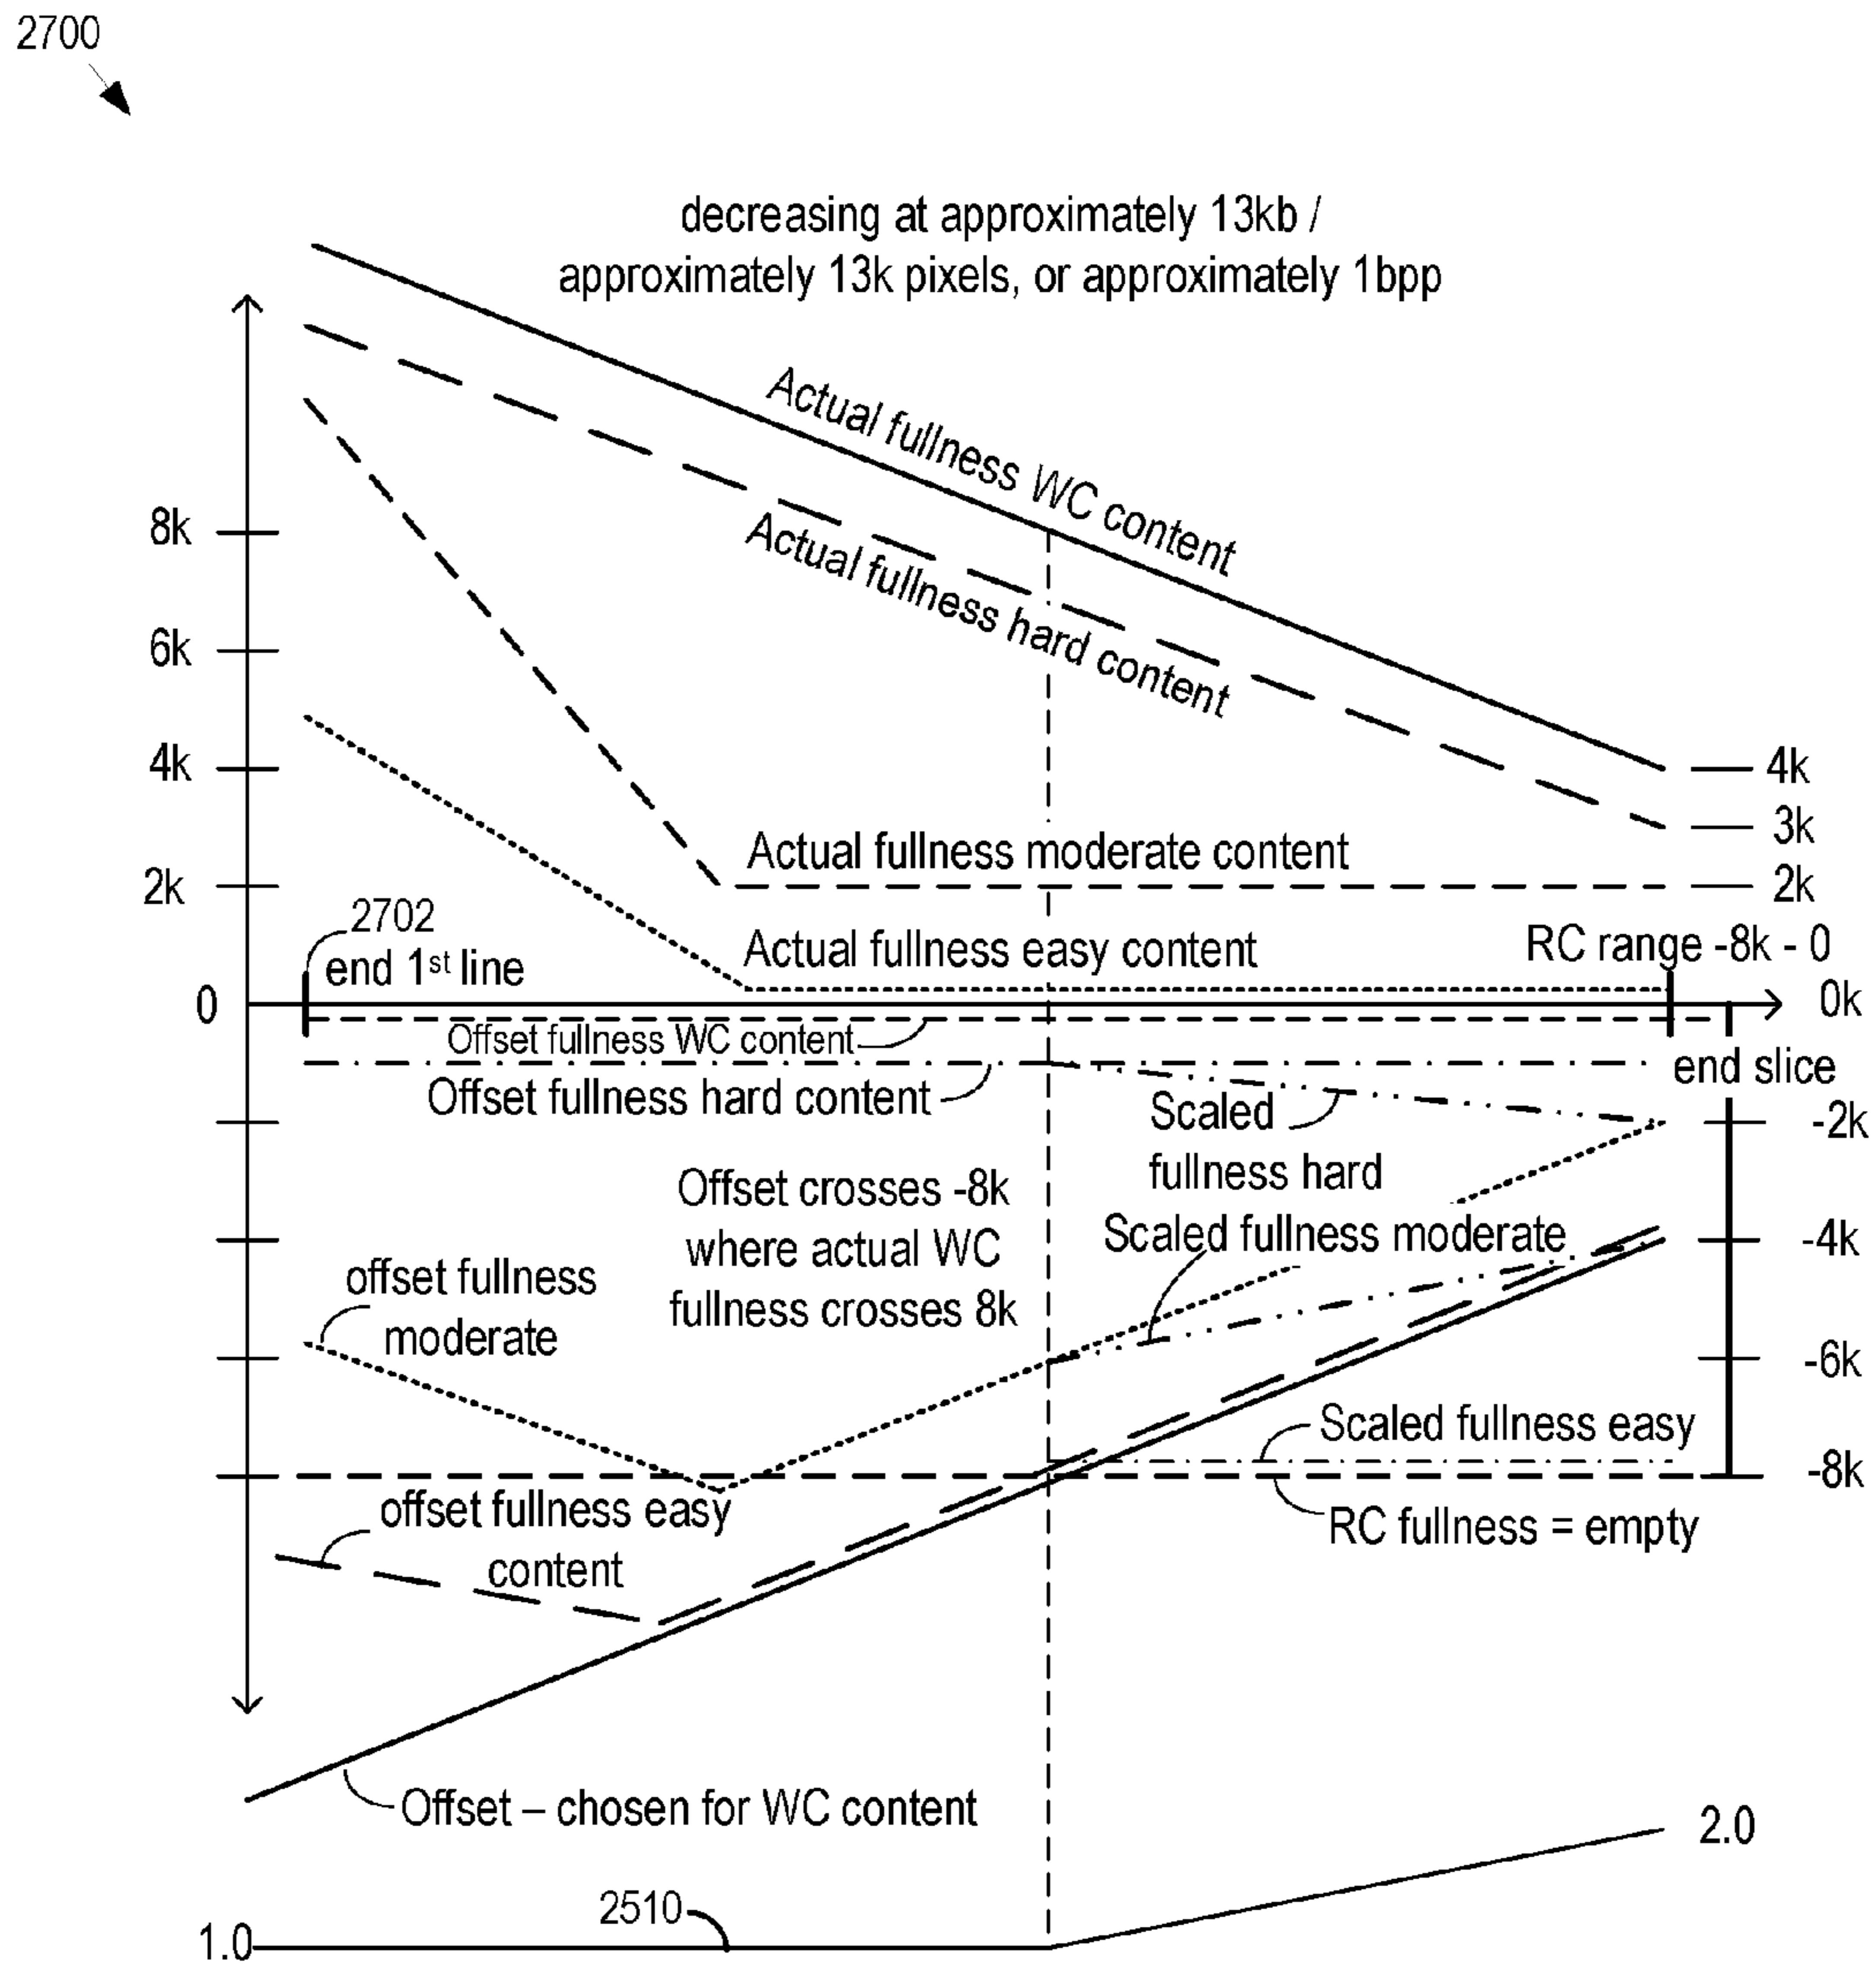 2700
decreasing at approximately 13kb /
approximately 13k pixels, or approximately 1bpp
Actual fullness WC content
Actual fullness hard content
8k
6k
4k
2k
0
4k
3k
2k
Actual fullness moderate content
2702
end 1st line
Actual fullness easy content
RC range -8k - 0
0k
Offset fullness WC content
Offset fullness hard content
end slice
Scaled
fullness hard
-2k
Offset crosses -8k
where actual WC
fullness crosses 8k
Scaled fullness moderate
-4k
offset fullness
moderate
-6k
Scaled fullness easy
-8k
RC fullness = empty
offset fullness easy
content
Offset – chosen for WC content
2.0
2510
1.0